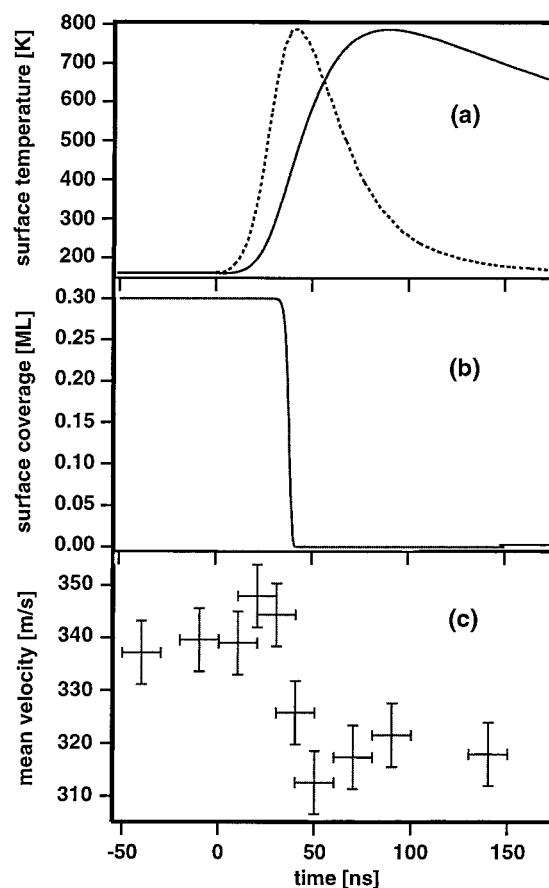 surface temperature [K]
800
700
600
500
400
300
200
(a)
surface coverage [ML]
0.30
0.25
0.20
0.15
0.10
0.05
0.00
(b)
mean velocity [m/s]
350
340
330
320
310
(c)
-50 0 50 100 150
time [ns]